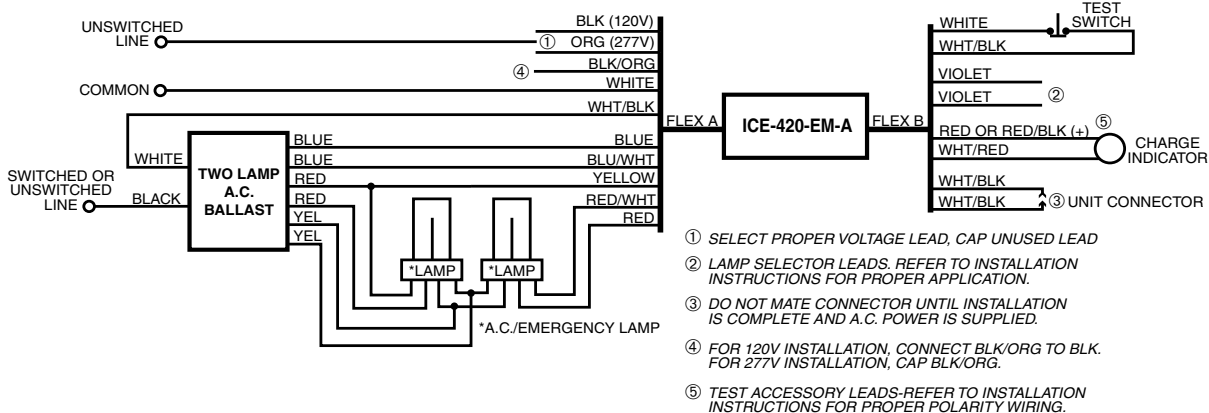 UNSWITCHED
LINE
① BLK (120V)
ORG (277V)
④ BLK/ORG
COMMON
WHITE
WHT/BLK
FLEX A
ICE-420-EM-A
FLEX B
WHITE
TEST
SWITCH
WHT/BLK
VIOLET
VIOLET
②
RED OR RED/BLK (+)
⑤
WHT/RED
CHARGE
INDICATOR
WHT/BLK
WHT/BLK
③ UNIT CONNECTOR
WHITE
TWO LAMP
A.C.
BALLAST
SWITCHED OR
UNSWITCHED
LINE
BLACK
BLUE
BLUE
BLUE
BLU/WHT
RED
YELLOW
RED
RED/WHT
YEL
RED
YEL
*LAMP
*LAMP
*A.C./EMERGENCY LAMP
① SELECT PROPER VOLTAGE LEAD, CAP UNUSED LEAD
② LAMP SELECTOR LEADS. REFER TO INSTALLATION
INSTRUCTIONS FOR PROPER APPLICATION.
③ DO NOT MATE CONNECTOR UNTIL INSTALLATION
IS COMPLETE AND A.C. POWER IS SUPPLIED.
④ FOR 120V INSTALLATION, CONNECT BLK/ORG TO BLK.
FOR 277V INSTALLATION, CAP BLK/ORG.
⑤ TEST ACCESSORY LEADS-REFER TO INSTALLATION
INSTRUCTIONS FOR PROPER POLARITY WIRING.